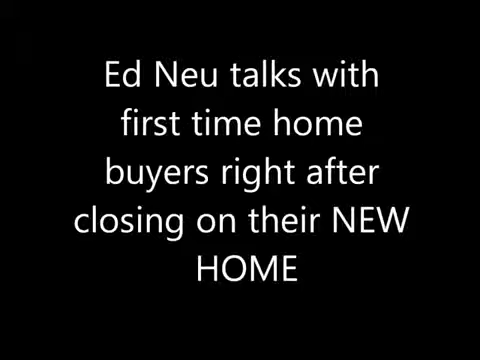 Ed Neu talks with
first time home
buyers right after
closing on their NEW
HOME